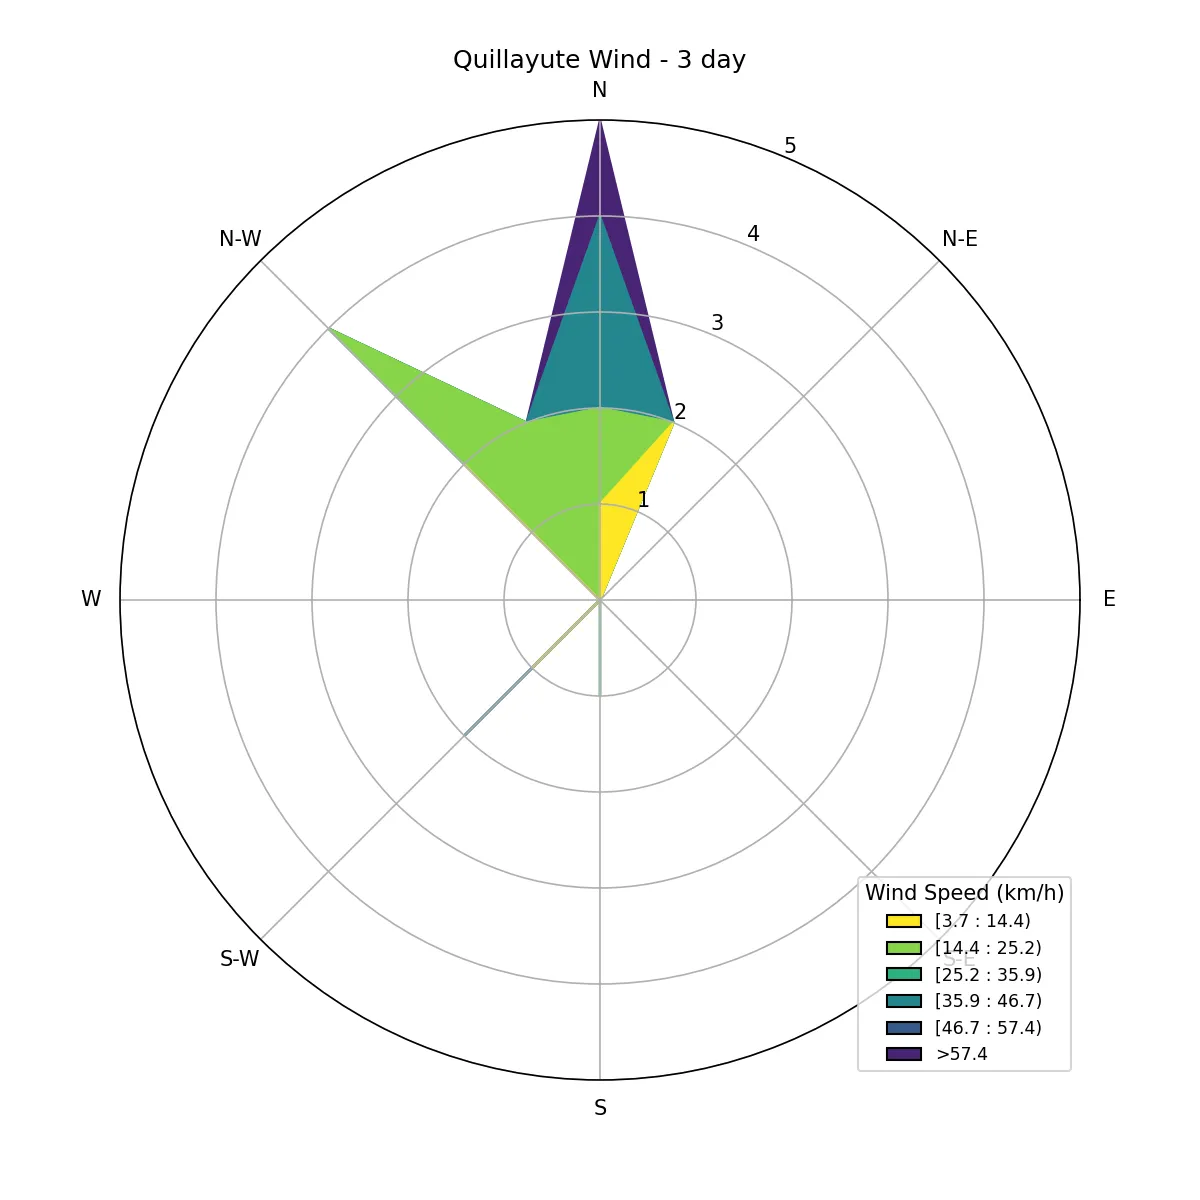 Quillayute Wind - 3 day
N
5
N-W
4
N-E
3
2
1
W
E
S-W
S-E
S
Wind Speed (km/h)
[3.7 : 14.4)
[14.4 : 25.2)
[25.2 : 35.9)
[35.9 : 46.7)
[46.7 : 57.4)
>57.4